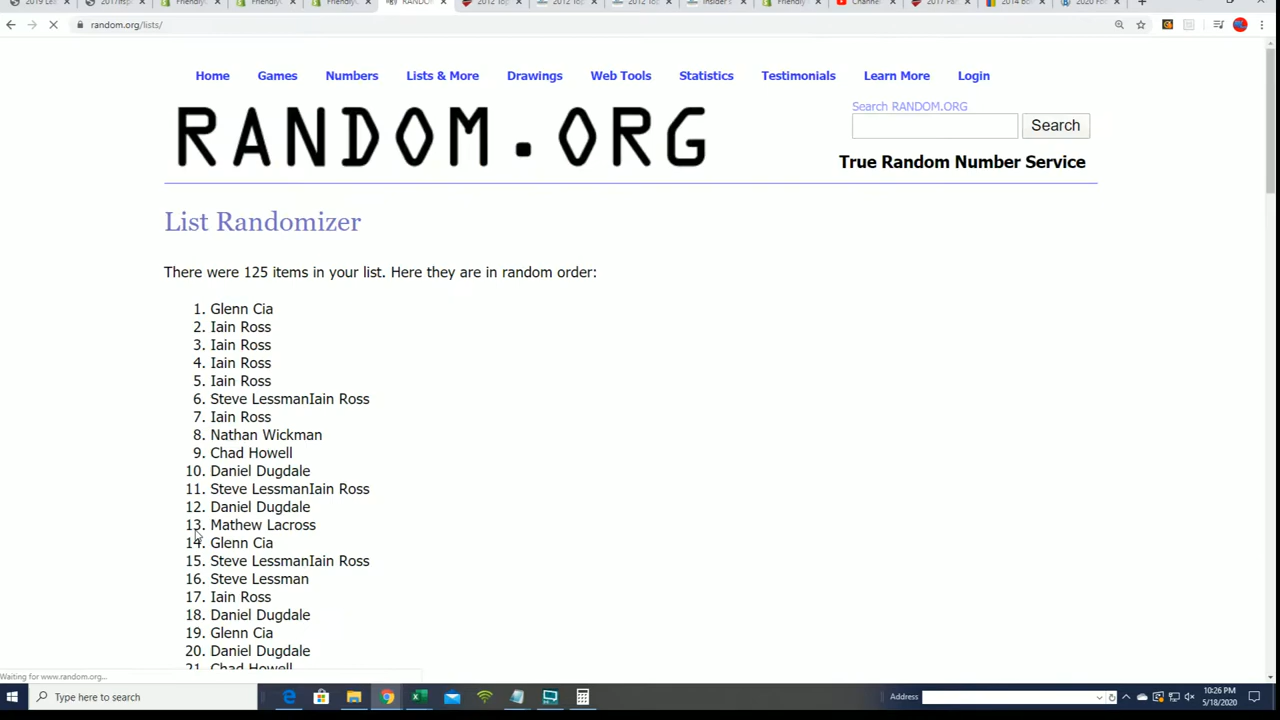 random.org/lists/
Home Games Numbers Lists & More Drawings Web Tools Statistics Testimonials Learn More Login
RANDOM.ORG
Search RANDOM.ORG
Search
True Random Number Service
List Randomizer
There were 125 items in your list. Here they are in random order:
1. Glenn Cia
2. Iain Ross
3. Iain Ross
4. Iain Ross
5. Iain Ross
6. Steve LessmanIain Ross
7. Iain Ross
8. Nathan Wickman
9. Chad Howell
10. Daniel Dugdale
11. Steve LessmanIain Ross
12. Daniel Dugdale
13. Mathew Lacross
14. Glenn Cia
15. Steve LessmanIain Ross
16. Steve Lessman
17. Iain Ross
18. Daniel Dugdale
19. Glenn Cia
20. Daniel Dugdale
21. Chad Howell
Waiting for www.random.org...
Type here to search
Address
10:26 PM
5/18/2020